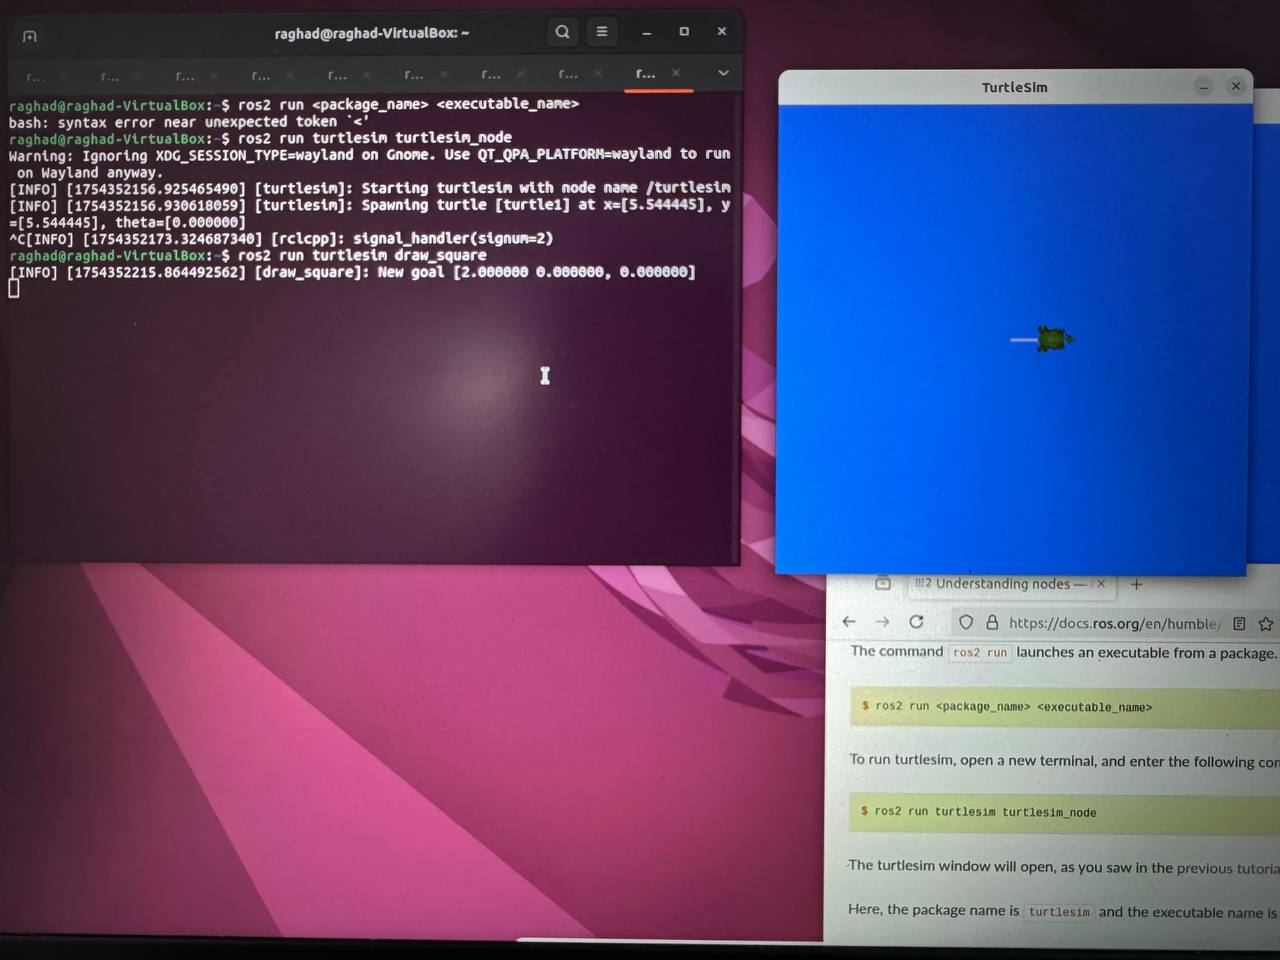 raghad@raghad-VirtualBox: ~
r...
r...
r...
r...
r...
r...
r...
r...
r...
raghad@raghad-VirtualBox:~$ ros2 run <package_name> <executable_name>
bash: syntax error near unexpected token `<'
raghad@raghad-VirtualBox:~$ ros2 run turtlesim turtlesim_node
Warning: Ignoring XDG_SESSION_TYPE=wayland on Gnome. Use QT_QPA_PLATFORM=wayland to run
on Wayland anyway.
[INFO] [1754352156.925465490] [turtlesim]: Starting turtlesim with node name /turtlesim
[INFO] [1754352156.930618059] [turtlesim]: Spawning turtle [turtle1] at x=[5.544445], y
=[5.544445], theta=[0.000000]
^C[INFO] [1754352173.324687340] [rclcpp]: signal_handler(signum=2)
raghad@raghad-VirtualBox:~$ ros2 run turtlesim draw_square
[INFO] [1754352215.864492562] [draw_square]: New goal [2.000000 0.000000, 0.000000]
TurtleSim
2 Understanding nodes —
https://docs.ros.org/en/humble/
The command ros2 run launches an executable from a package.
$ ros2 run <package_name> <executable_name>
To run turtlesim, open a new terminal, and enter the following con
$ ros2 run turtlesim turtlesim_node
The turtlesim window will open, as you saw in the previous tutoria
Here, the package name is turtlesim and the executable name is